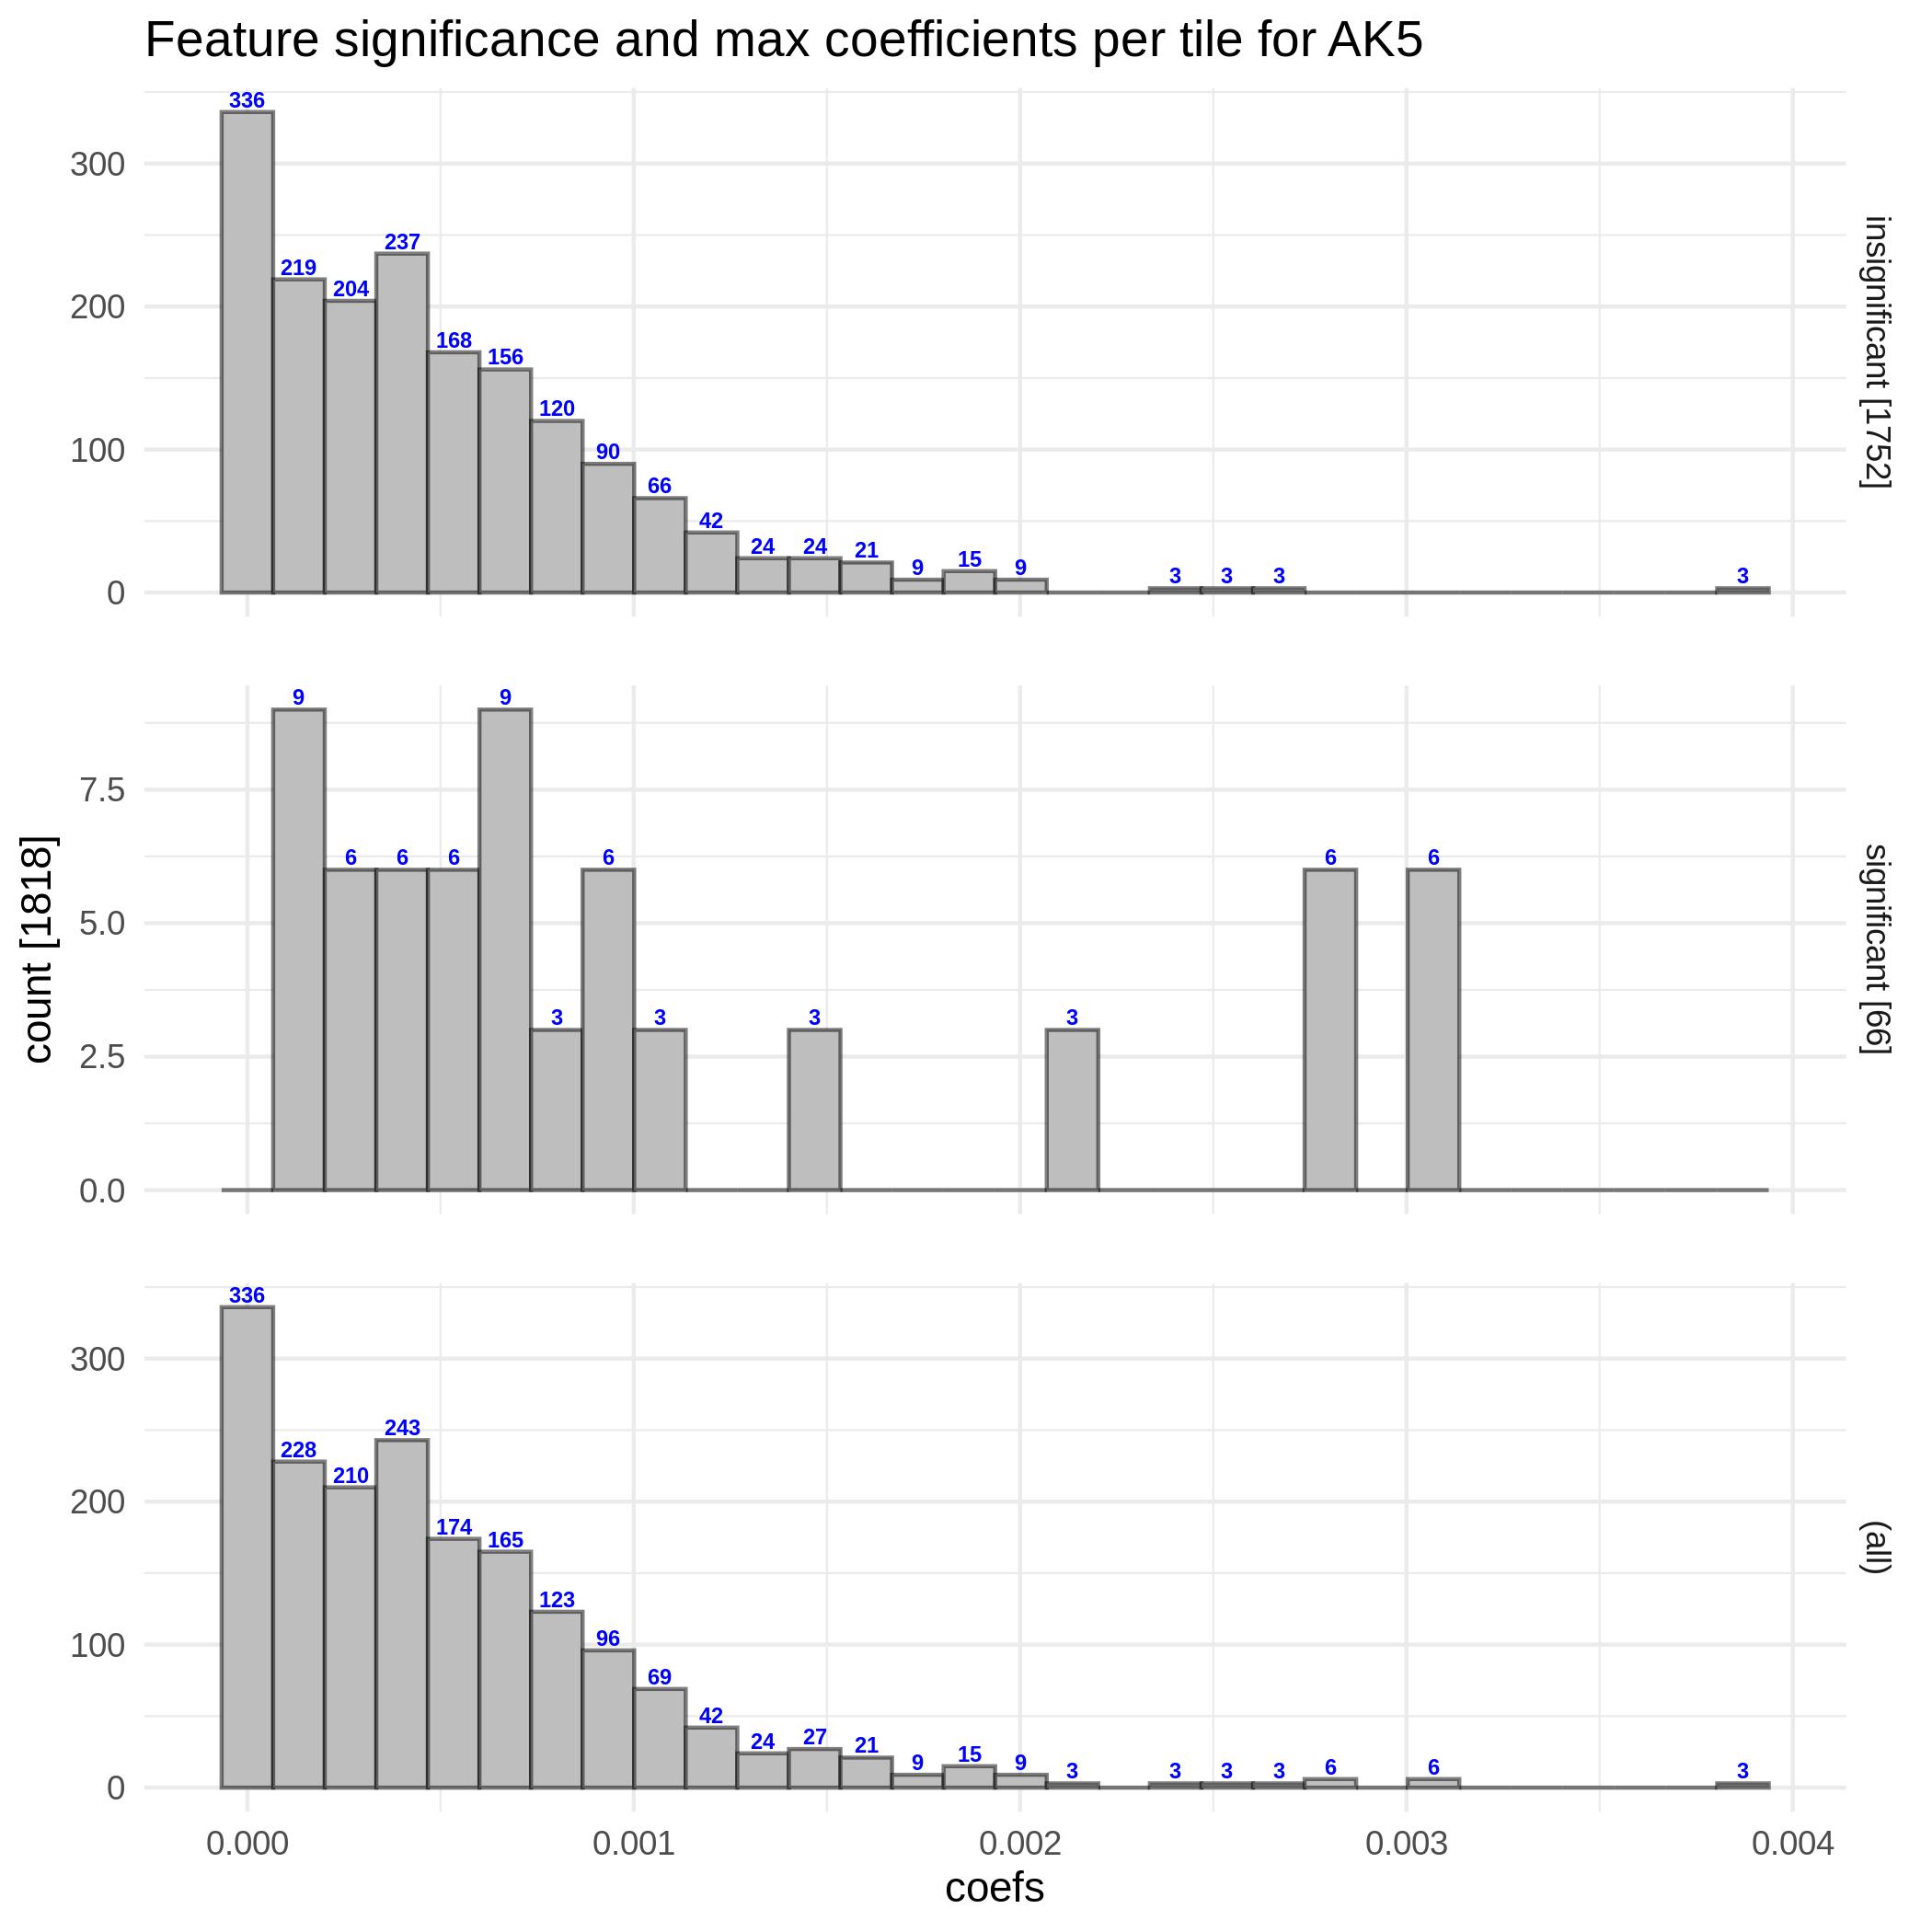 Feature significance and max coefficients per tile for AK5
336
300
237
219
204
200
168
156
120
100
90
66
42
24 24 21
9 15 9
3 3 3 3
0
insignificant [1752]
9 9
7.5
6 6 6 6 6 6
5.0
3 3 3 3
2.5
0.0
significant [66]
count [1818]
336
300
243
228
210
200
174
165
123
100
96
69
42
24 27 21
9 15 9
3 3 3 3 6 6 3
0
(all)
0.000 0.001 0.002 0.003 0.004
coefs